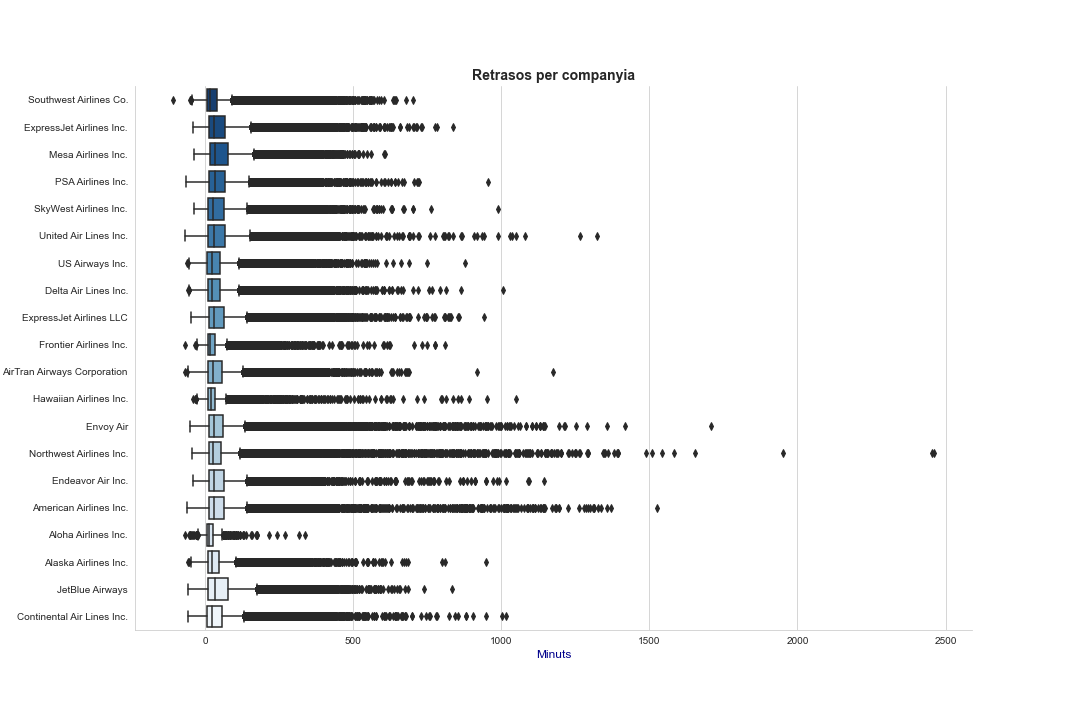 Retrasos per companyia
Southwest Airlines Co.
ExpressJet Airlines Inc.
Mesa Airlines Inc.
PSA Airlines Inc.
SkyWest Airlines Inc.
United Air Lines Inc.
US Airways Inc.
Delta Air Lines Inc.
ExpressJet Airlines LLC
Frontier Airlines Inc.
AirTran Airways Corporation
Hawaiian Airlines Inc.
Envoy Air
Northwest Airlines Inc.
Endeavor Air Inc.
American Airlines Inc.
Aloha Airlines Inc.
Alaska Airlines Inc.
JetBlue Airways
Continental Air Lines Inc.
0 500 1000 1500 2000 2500
Minuts